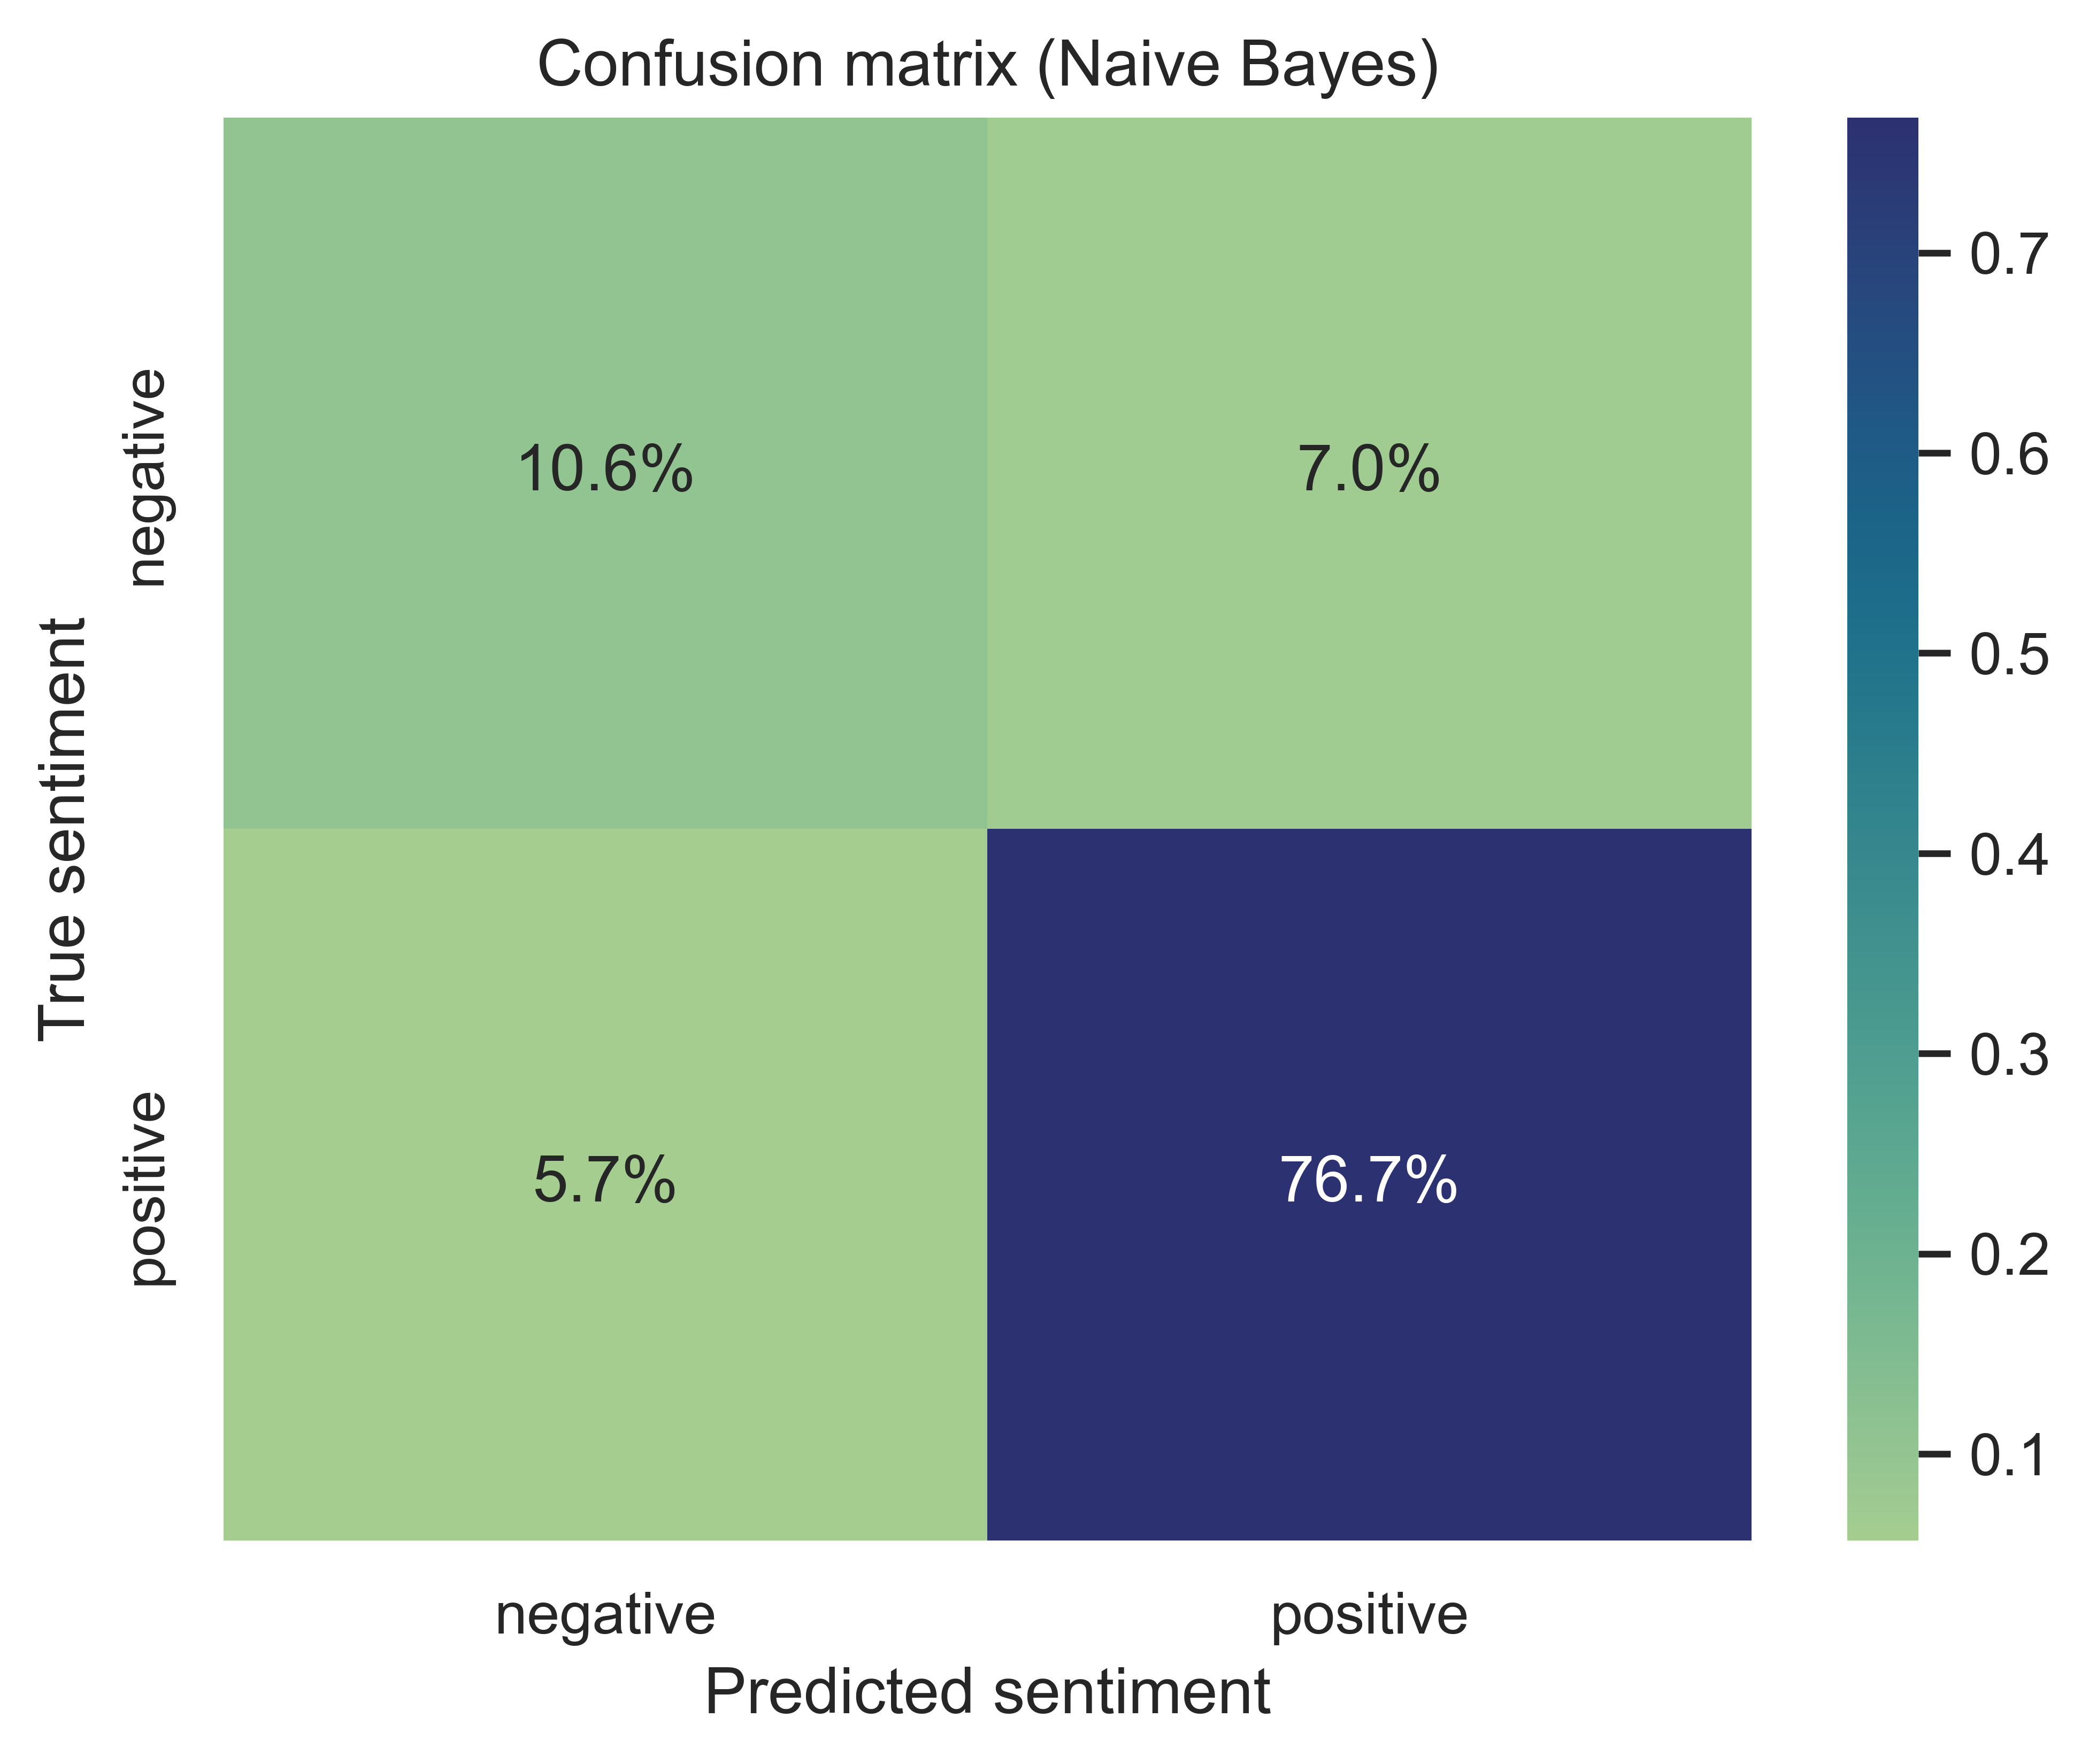 Confusion matrix (Naive Bayes)
True sentiment
negative
positive
10.6%
7.0%
5.7%
76.7%
negative
positive
Predicted sentiment
0.7
0.6
0.5
0.4
0.3
0.2
0.1